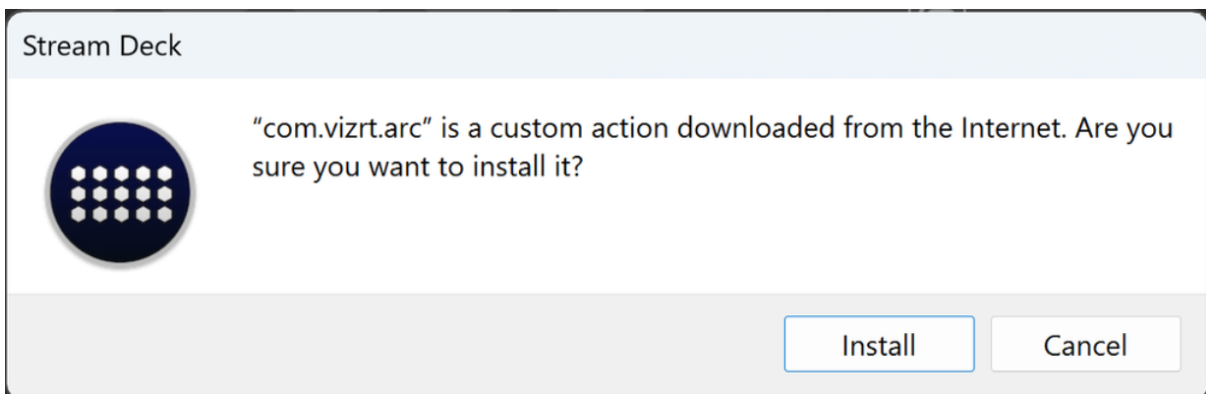 Stream Deck
“com.vizrt.arc” is a custom action downloaded from the Internet. Are you
sure you want to install it?
Install
Cancel